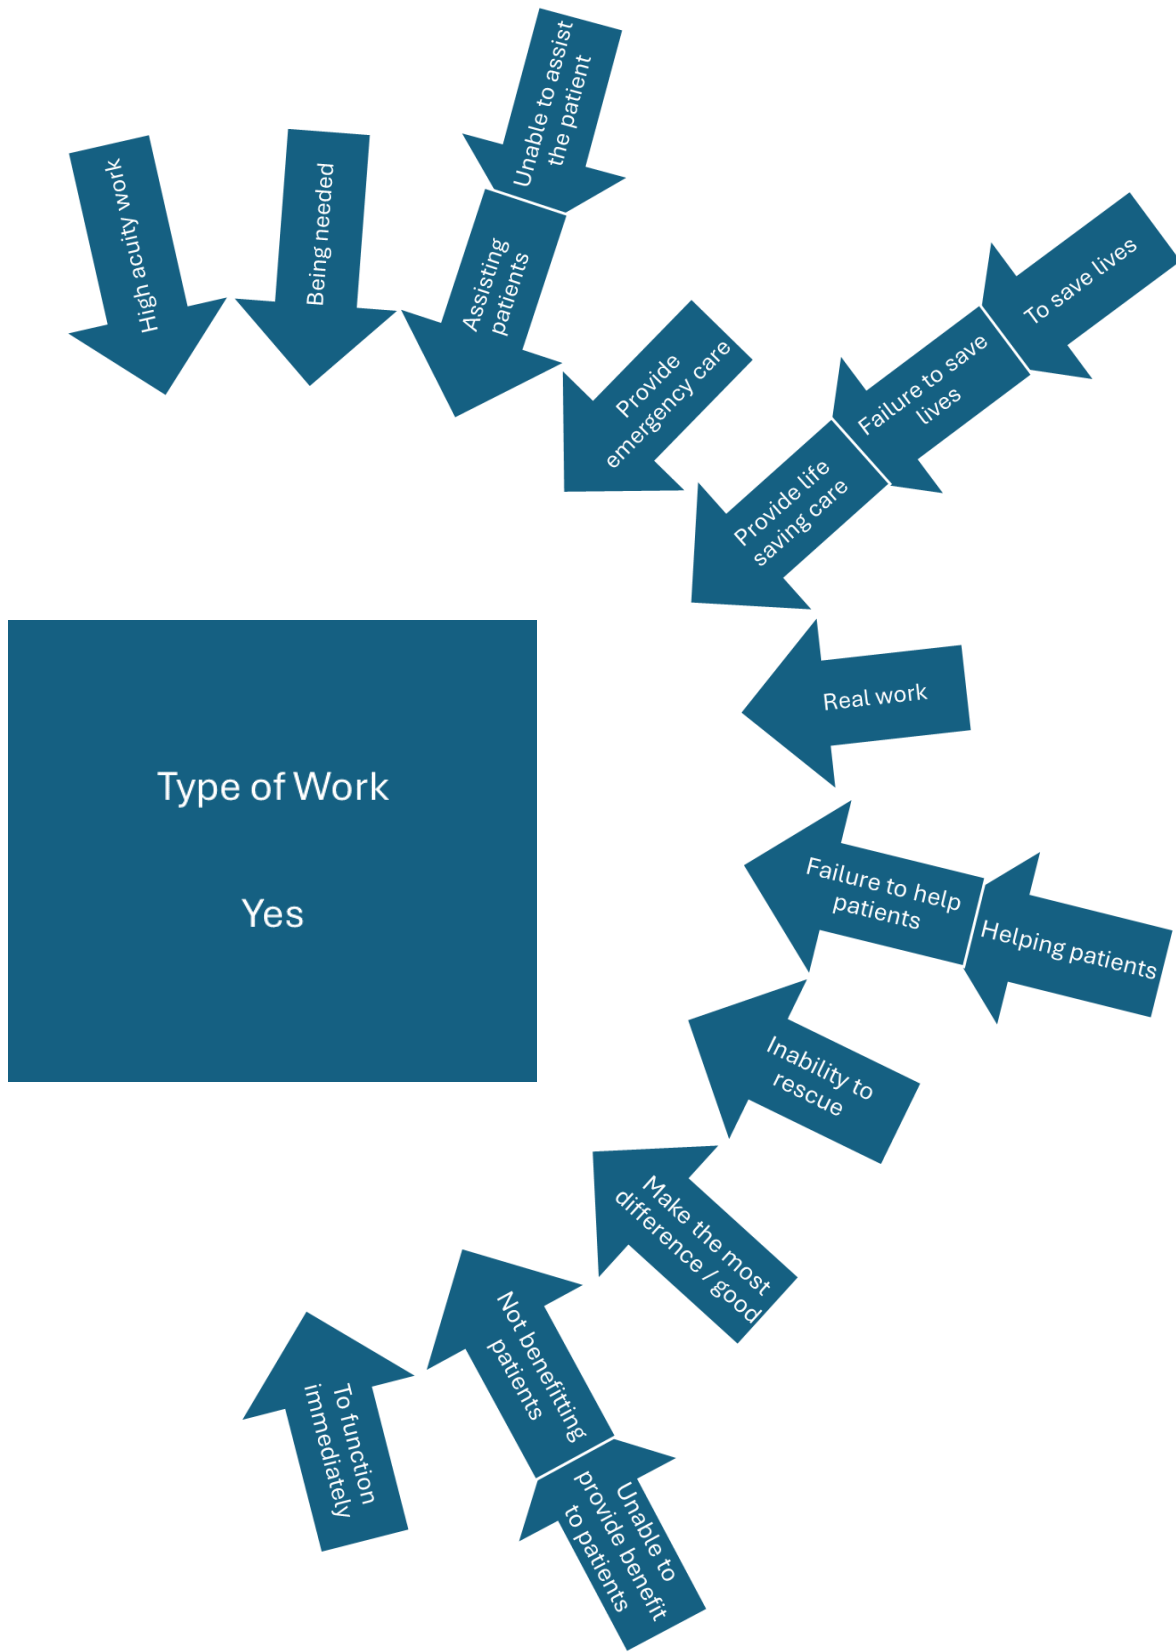 High acuity work
Being needed
Unable to assist
the patient
Assisting
patients
Provide
emergency care
To save lives
Failure to save
lives
Provide life
saving care
Real work
Type of Work
Yes
Failure to help
patients
Helping patients
Inability to
rescue
Make the most
difference / good
Not benefitting
patients
Unable to
provide benefit
to patients
To function
immediately